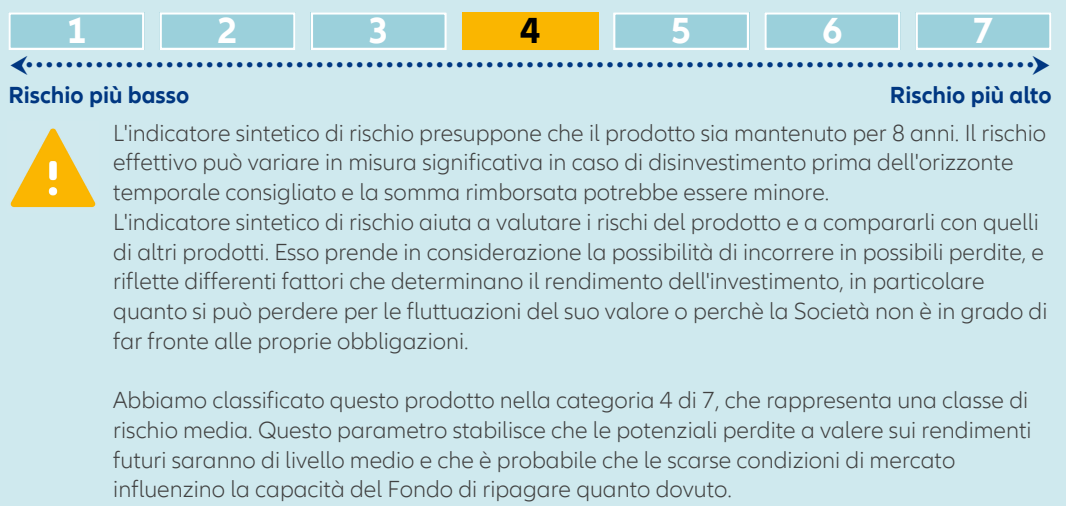 1 2 3 4 5 6 7
Rischio più basso Rischio più alto
L'indicatore sintetico di rischio presuppone che il prodotto sia mantenuto per 8 anni. Il rischio
effettivo può variare in misura significativa in caso di disinvestimento prima dell'orizzonte
temporale consigliato e la somma rimborsata potrebbe essere minore.
L'indicatore sintetico di rischio aiuta a valutare i rischi del prodotto e a compararli con quelli
di altri prodotti. Esso prende in considerazione la possibilità di incorrere in possibili perdite, e
riflette differenti fattori che determinano il rendimento dell'investimento, in particolare
quanto si può perdere per le fluttuazioni del suo valore o perchè la Società non è in grado di
far fronte alle proprie obbligazioni.
Abbiamo classificato questo prodotto nella categoria 4 di 7, che rappresenta una classe di
rischio media. Questo parametro stabilisce che le potenziali perdite a valere sui rendimenti
futuri saranno di livello medio e che è probabile che le scarse condizioni di mercato
influenzino la capacità del Fondo di ripagare quanto dovuto.